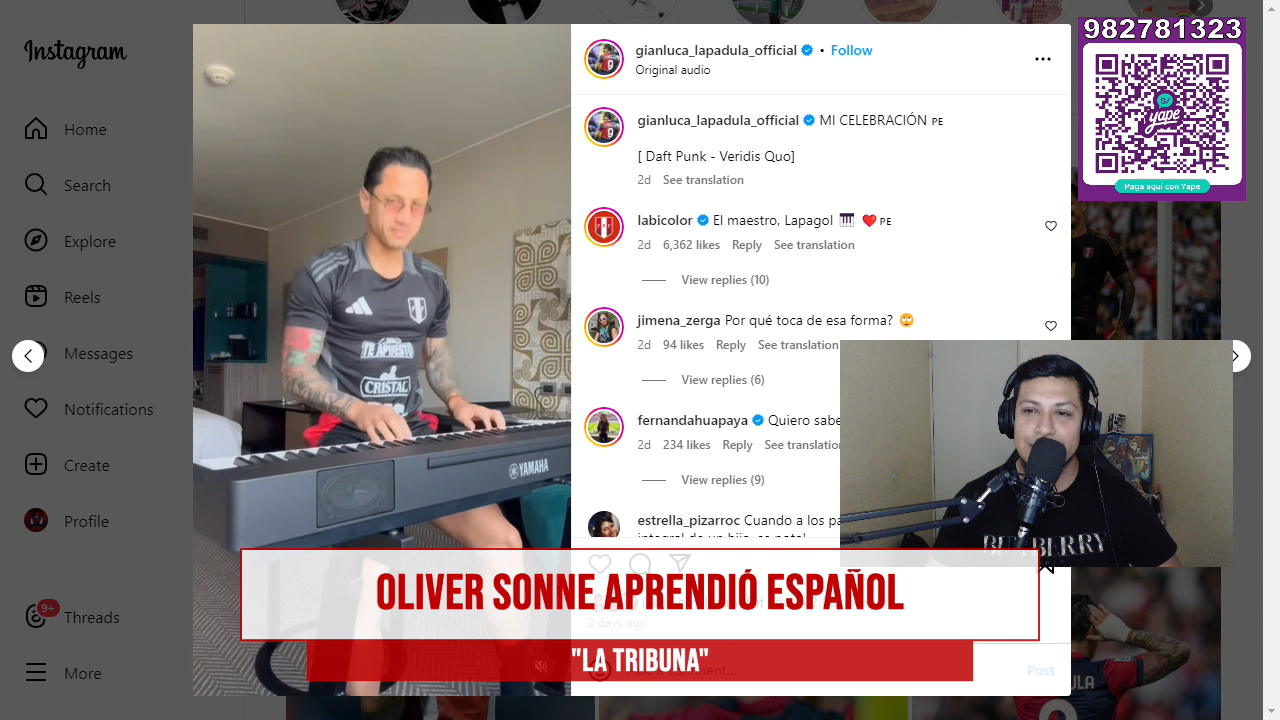 Instagram
Home
Search
Explore
Reels
Messages
Notifications
Create
Profile
9+
Threads
More
TE APUESTO
CRISTAL
YAMAHA
gianluca_lapadula_official • Follow
Original audio
gianluca_lapadula_official MI CELEBRACIÓN PE
[ Daft Punk - Veridis Quo]
2d See translation
labicolor El maestro, Lapagol PE
2d 6,362 likes Reply See translation
View replies (10)
jimena_zerga Por qué toca de esa forma?
2d 94 likes Reply See translation
View replies (6)
fernandahuapaya Quiero sabe
2d 234 likes Reply See translation
View replies (9)
estrella_pizarroc Cuando a los pa
2 days ago
Post
982781323
S/
yape
Paga aquí con Yape
BURBERRY
OLIVER SONNE APRENDIÓ ESPAÑOL
"LA TRIBUNA"